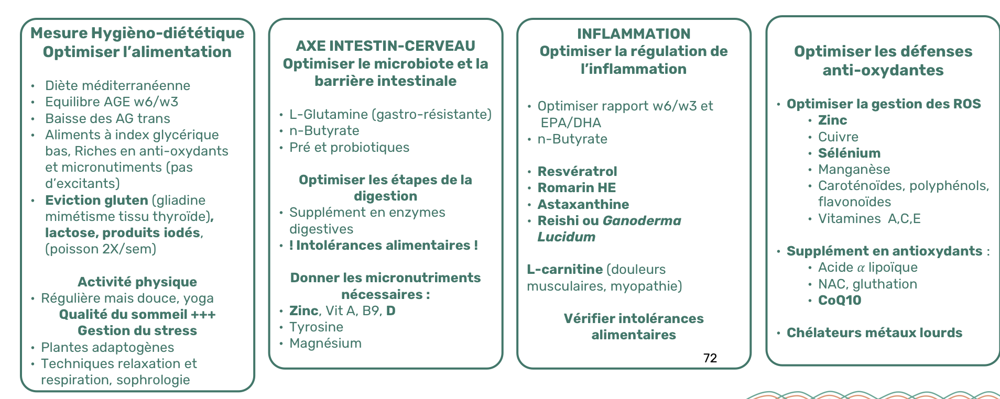 Mesure Hygièno-diététique
Optimiser l’alimentation
• Diète méditerranéenne
• Equilibre AGE w6/w3
• Baisse des AG trans
• Aliments à index glycérique
bas, Riches en anti-oxydants
et micronutiments (pas
d’excitants)
• Eviction gluten (gliadine
mimétisme tissu thyroïde),
lactose, produits iodés,
(poisson 2X/sem)
Activité physique
• Régulière mais douce, yoga
Qualité du sommeil +++
Gestion du stress
• Plantes adaptogènes
• Techniques relaxation et
respiration, sophrologie
AXE INTESTIN-CERVEAU
Optimiser le microbiote et la
barrière intestinale
• L-Glutamine (gastro-résistante)
• n-Butyrate
• Pré et probiotiques
Optimiser les étapes de la
digestion
• Supplément en enzymes
digestives
• ! Intolérances alimentaires !
Donner les micronutriments
nécessaires :
• Zinc, Vit A, B9, D
• Tyrosine
• Magnésium
INFLAMMATION
Optimiser la régulation de
l’inflammation
• Optimiser rapport w6/w3 et
EPA/DHA
• n-Butyrate
• Resvératrol
• Romarin HE
• Astaxanthine
• Reishi ou Ganoderma
Lucidum
L-carnitine (douleurs
musculaires, myopathie)
Vérifier intolérances
alimentaires
72
Optimiser les défenses
anti-oxydantes
• Optimiser la gestion des ROS
• Zinc
• Cuivre
• Sélénium
• Manganèse
• Caroténoïdes, polyphénols,
flavonoïdes
• Vitamines A,C,E
• Supplément en antioxydants :
• Acide α lipoïque
• NAC, gluthation
• CoQ10
• Chélateurs métaux lourds